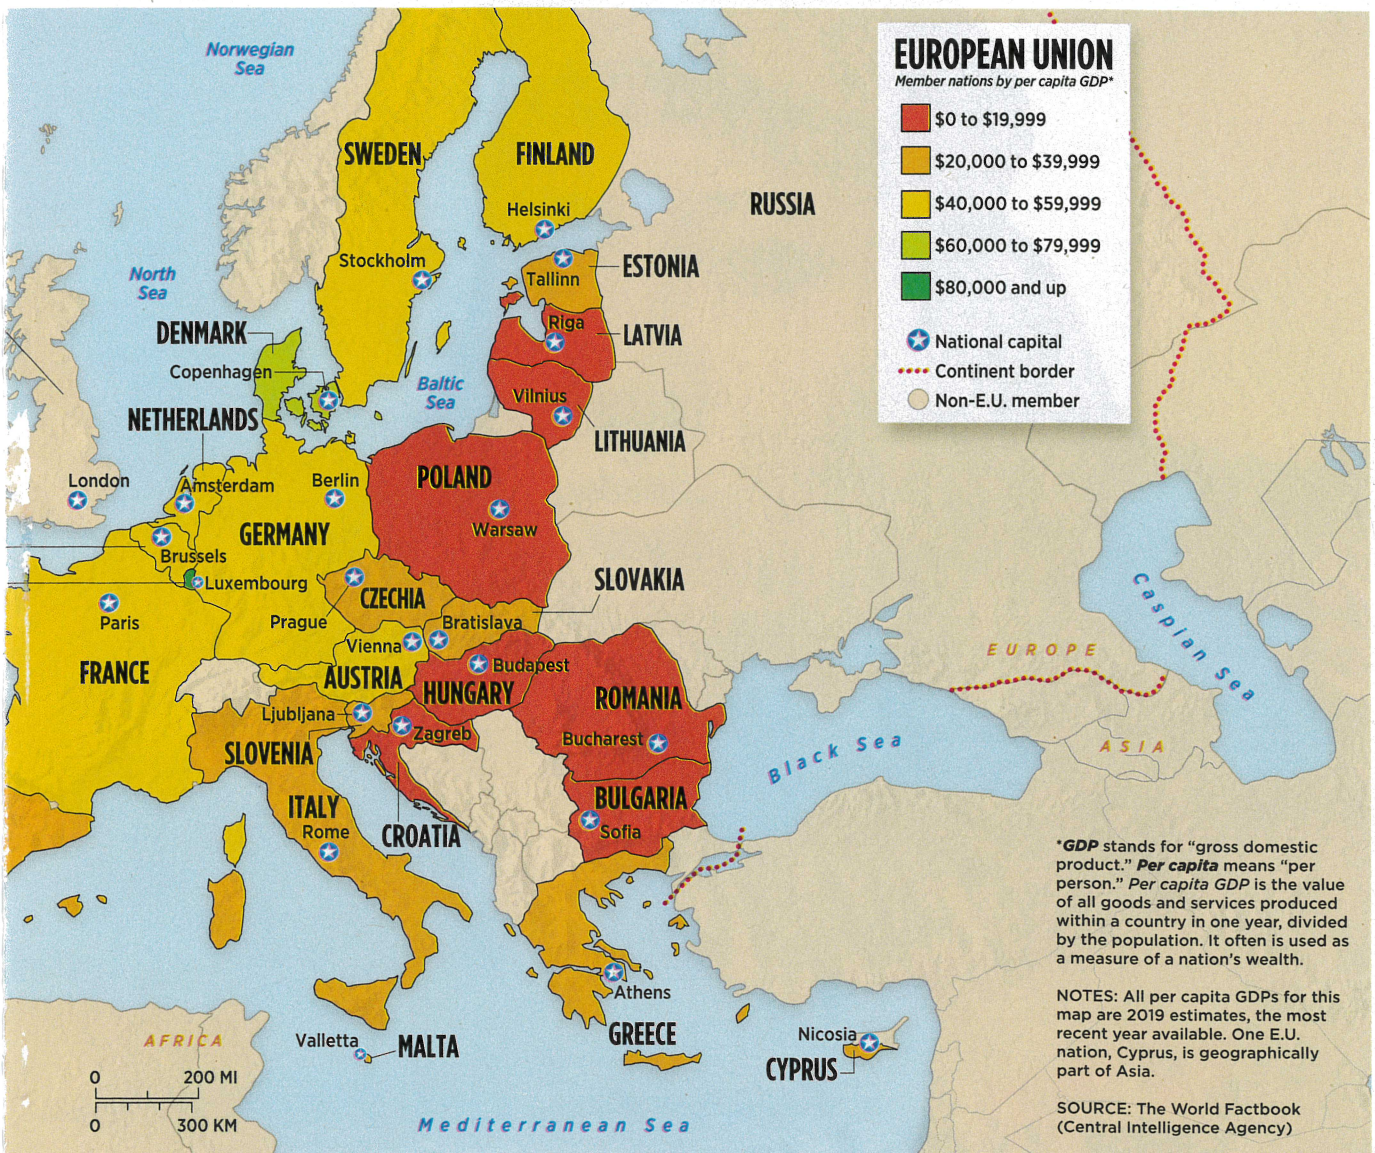 Norwegian
Sea
EUROPEAN UNION
Member nations by per capita GDP*
$0 to $19,999
$20,000 to $39,999
$40,000 to $59,999
$60,000 to $79,999
$80,000 and up
National capital
Continent border
Non-E.U. member
SWEDEN
FINLAND
RUSSIA
Helsinki
Stockholm
North
Sea
Tallinn
ESTONIA
DENMARK
Riga
LATVIA
Copenhagen
Baltic
Sea
Vilnius
NETHERLANDS
LITHUANIA
London
Amsterdam
Berlin
POLAND
GERMANY
Warsaw
Brussels
Luxembourg
CZECHIA
SLOVAKIA
Paris
Prague
Bratislava
Vienna
FRANCE
AUSTRIA
Budapest
HUNGARY
ROMANIA
EUROPE
Caspian Sea
Ljubljana
Zagreb
Bucharest
SLOVENIA
Black Sea
ASIA
ITALY
BULGARIA
Rome
CROATIA
Sofia
*GDP stands for “gross domestic
product.” Per capita means “per
person.” Per capita GDP is the value
of all goods and services produced
within a country in one year, divided
by the population. It often is used as
a measure of a nation’s wealth.
Athens
NOTES: All per capita GDPs for this
map are 2019 estimates, the most
recent year available. One E.U.
nation, Cyprus, is geographically
part of Asia.
AFRICA
Valletta
MALTA
GREECE
Nicosia
CYPRUS
0 200 MI
0 300 KM
Mediterranean Sea
SOURCE: The World Factbook
(Central Intelligence Agency)